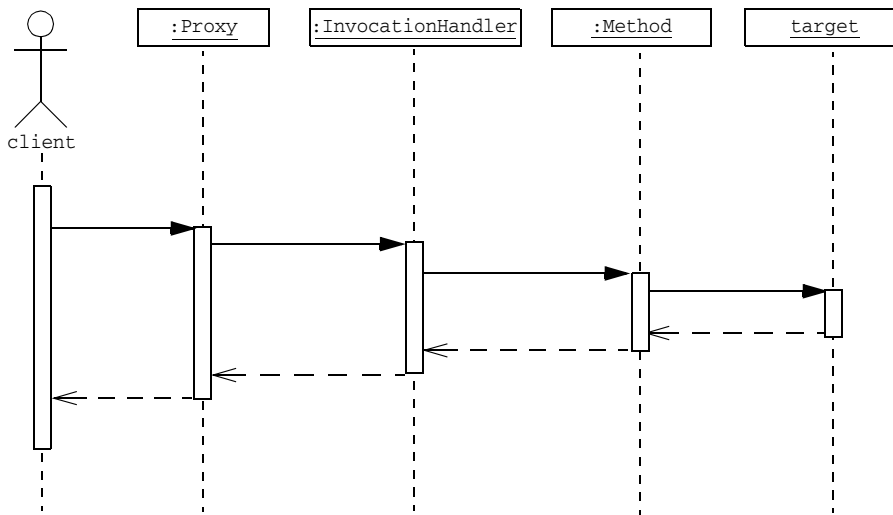 :Proxy
:InvocationHandler
:Method
target
client